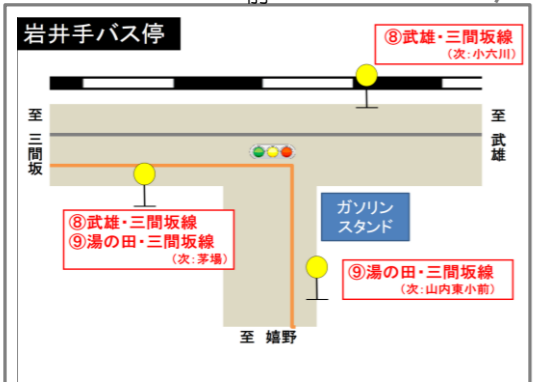 岩井手バス停
⑧武雄・三間坂線
(次:小六川)
至 三間坂
至 武雄
⑧武雄・三間坂線
⑨湯の田・三間坂線
(次:茅場)
ガソリン
スタンド
⑨湯の田・三間坂線
(次:山内東小前)
至 嬉野